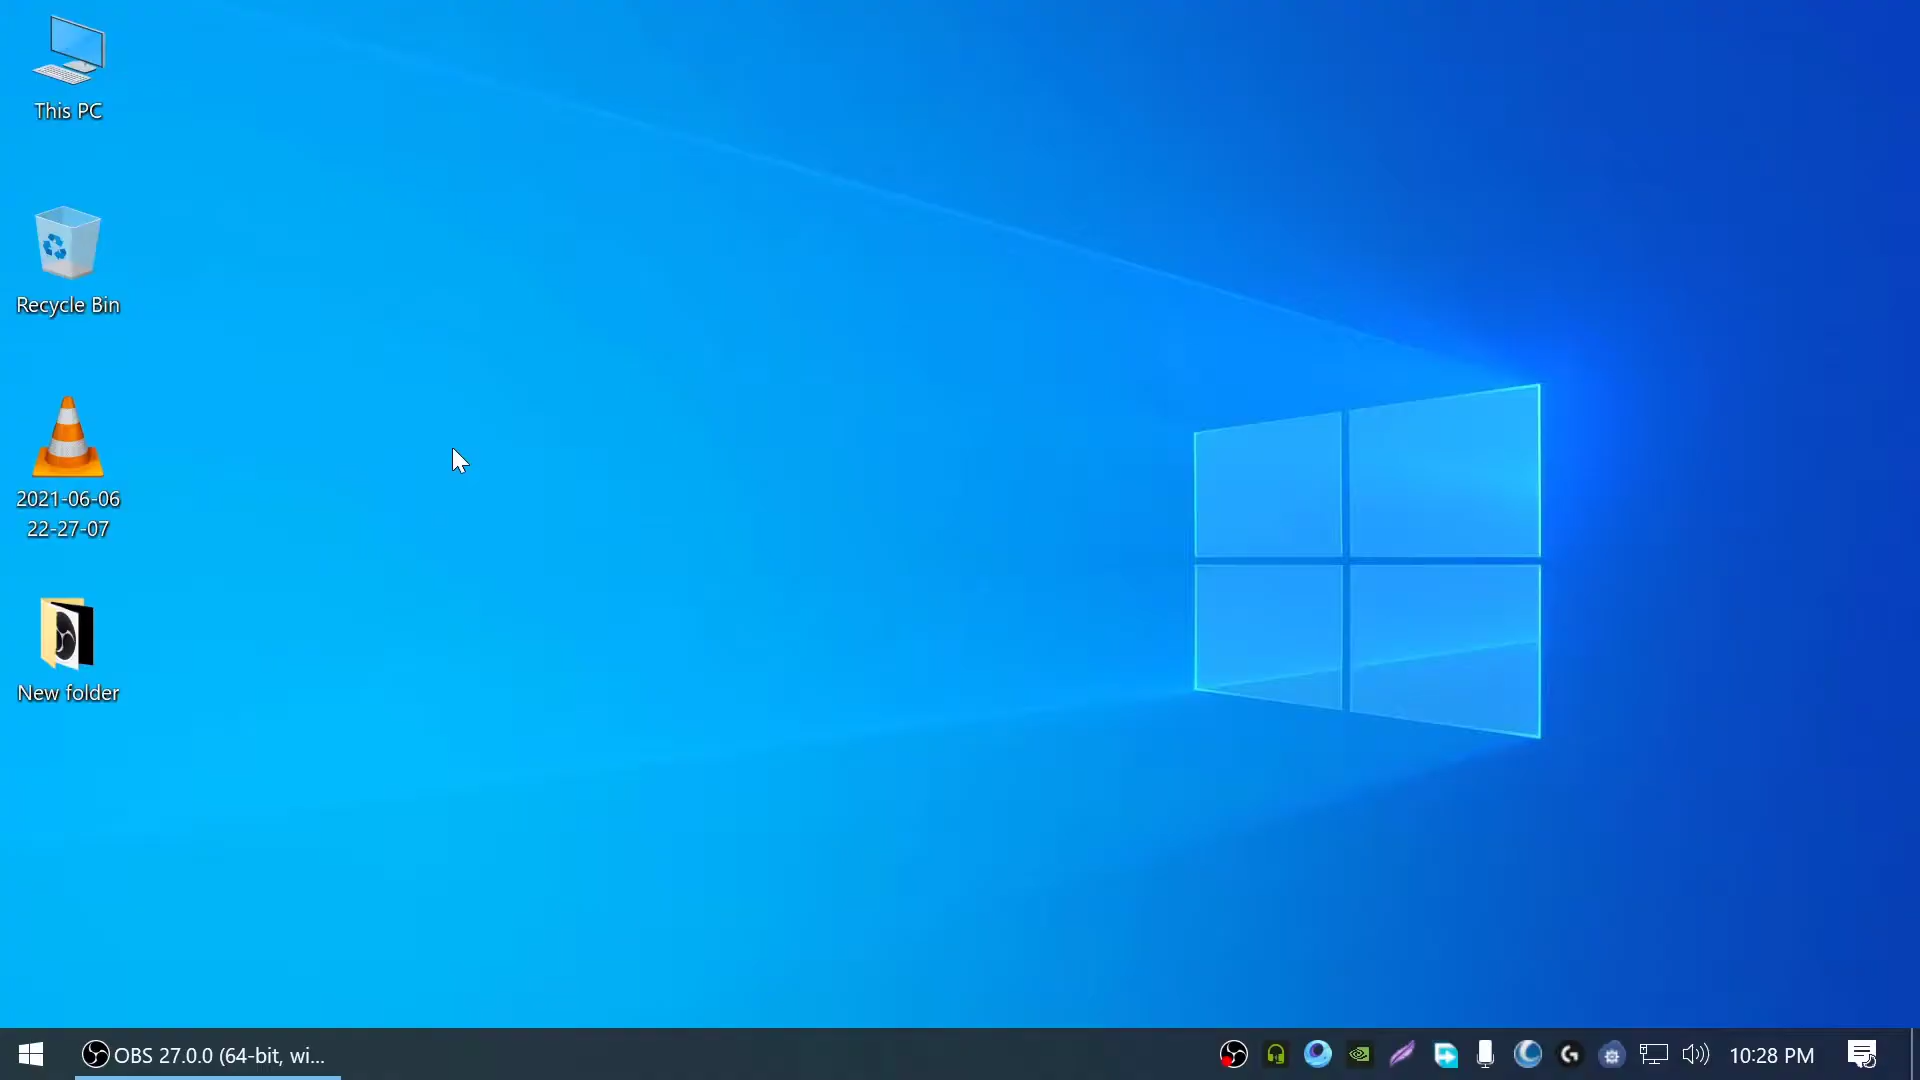 This PC
Recycle Bin
2021-06-06
22-27-07
New folder
OBS 27.0.0 (64-bit, wi...
10:28 PM